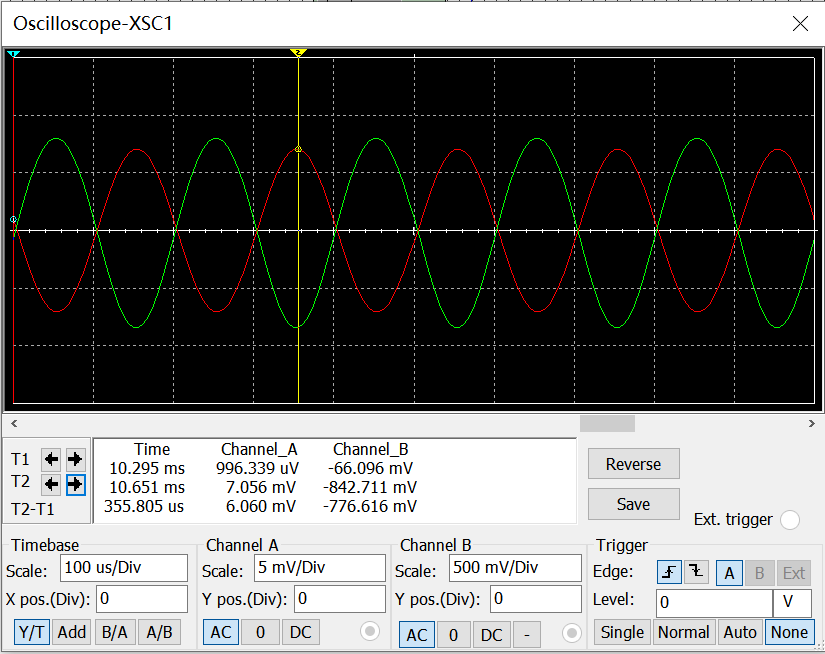 Oscilloscope-XSC1
1
2
Time Channel_A Channel_B
T1 10.295 ms 996.339 uV -66.096 mV
T2 10.651 ms 7.056 mV -842.711 mV
T2-T1 355.805 us 6.060 mV -776.616 mV
Reverse
Save
Ext. trigger
Timebase
Scale: 100 us/Div
X pos.(Div): 0
Y/T Add B/A A/B
Channel A
Scale: 5 mV/Div
Y pos.(Div): 0
AC 0 DC
Channel B
Scale: 500 mV/Div
Y pos.(Div): 0
AC 0 DC -
Trigger
Edge: A B Ext
Level: 0 V
Single Normal Auto None